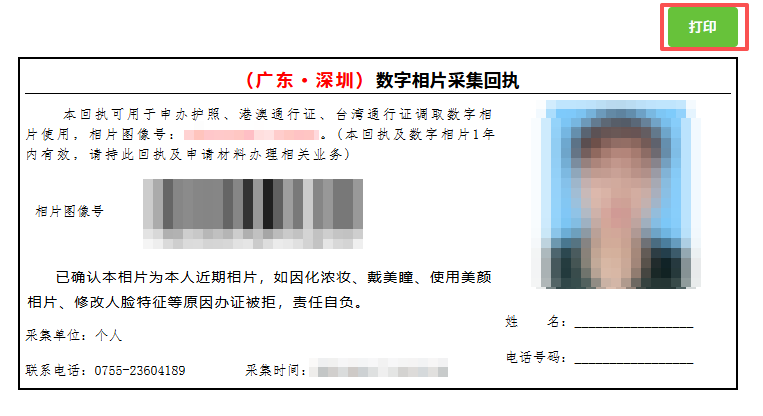 打印
（广东·深圳）数字相片采集回执
本回执可用于申办护照、港澳通行证、台湾通行证调取数字相
片使用，相片图像号：。(本回执及数字相片1年
内有效，请持此回执及申请材料办理相关业务)
相片图像号
已确认本相片为本人近期相片，如因化浓妆、戴美瞳、使用美颜
相片、修改人脸特征等原因办证被拒，责任自负。
采集单位：个人
联系电话：0755-23604189 采集时间：
姓 名：_________________
电话号码：_________________